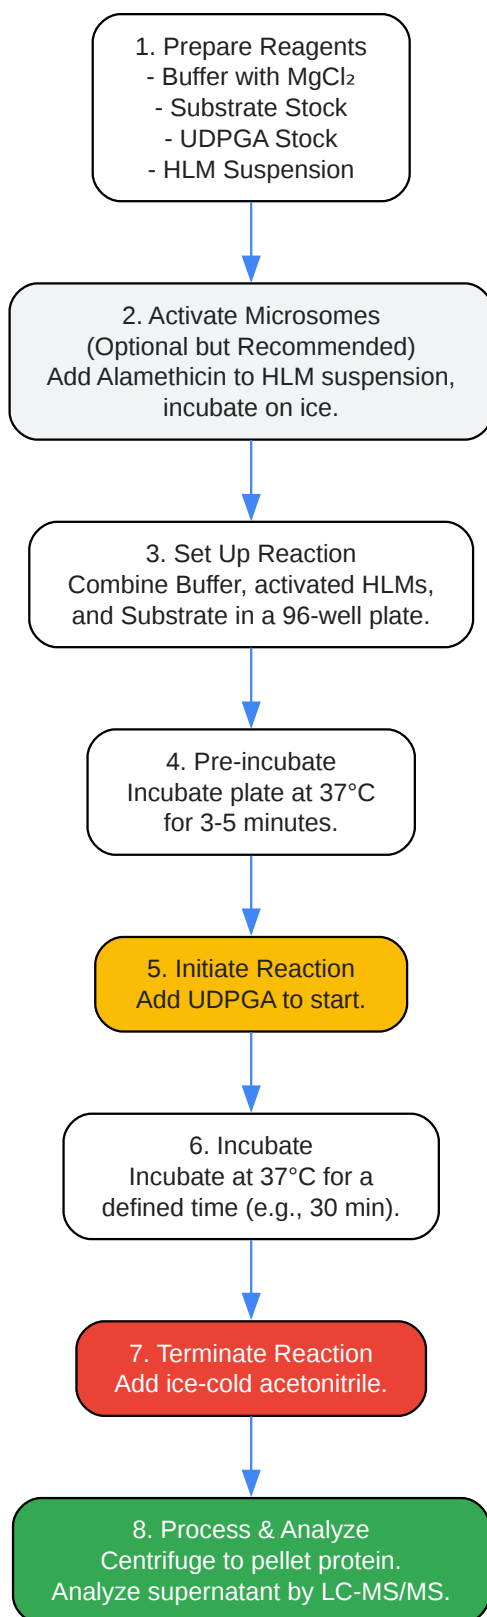 1. Prepare Reagents
- Buffer with MgCl₂
- Substrate Stock
- UDPGA Stock
- HLM Suspension
2. Activate Microsomes
(Optional but Recommended)
Add Alamethicin to HLM suspension,
incubate on ice.
3. Set Up Reaction
Combine Buffer, activated HLMs,
and Substrate in a 96-well plate.
4. Pre-incubate
Incubate plate at 37°C
for 3-5 minutes.
5. Initiate Reaction
Add UDPGA to start.
6. Incubate
Incubate at 37°C for a
defined time (e.g., 30 min).
7. Terminate Reaction
Add ice-cold acetonitrile.
8. Process & Analyze
Centrifuge to pellet protein.
Analyze supernatant by LC-MS/MS.